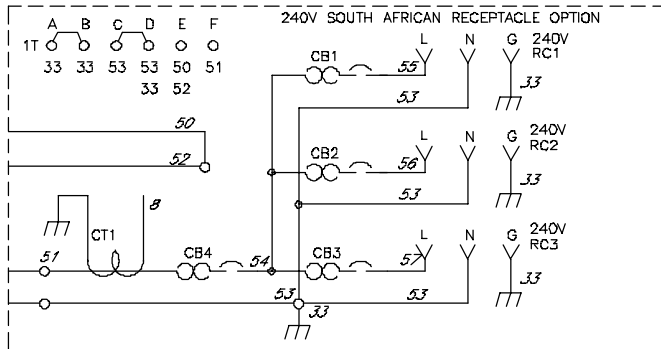 240V SOUTH AFRICAN RECEPTACLE OPTION
A B C D E F
1T
33 33 53 53 50 51
33 52
CB1
55
L N G 240V
RC1
53
33
50
52
CB2
56
L N G 240V
RC2
53
33
8
CT1
51
CB4
54
CB3
57
L N G 240V
RC3
53
33
53
33